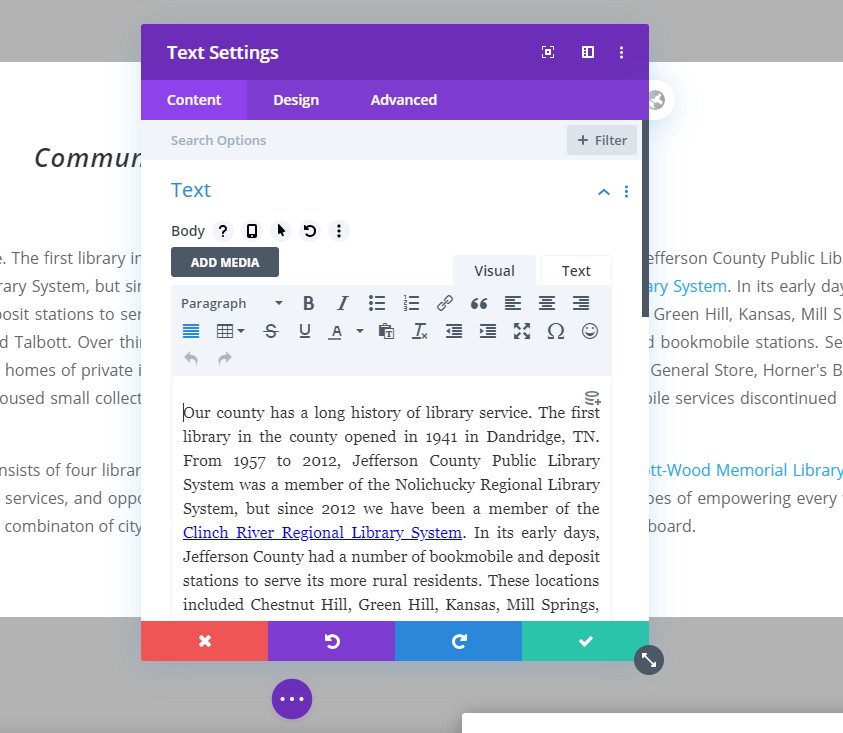 Text Settings
Content Design Advanced
Search Options
+ Filter
Text
Body
ADD MEDIA
Visual Text
Paragraph
Our county has a long history of library service. The first
library in the county opened in 1941 in Dandridge, TN.
From 1957 to 2012, Jefferson County Public Library
System was a member of the Nolichucky Regional Library
System, but since 2012 we have been a member of the
Clinch River Regional Library System. In its early days,
Jefferson County had a number of bookmobile and deposit
stations to serve its more rural residents. These locations
included Chestnut Hill, Green Hill, Kansas, Mill Springs,
Commun
. The first library in
rary System, but sin
posit stations to ser
d Talbott. Over thi
homes of private i
oused small collect
nsists of four librar
services, and oppo
combinaton of city
efferson County Public Lib
ary System. In its early day
Green Hill, Kansas, Mill S
d bookmobile stations. Se
General Store, Horner's B
bile services discontinued
ott-Wood Memorial Library
pes of empowering every
board.